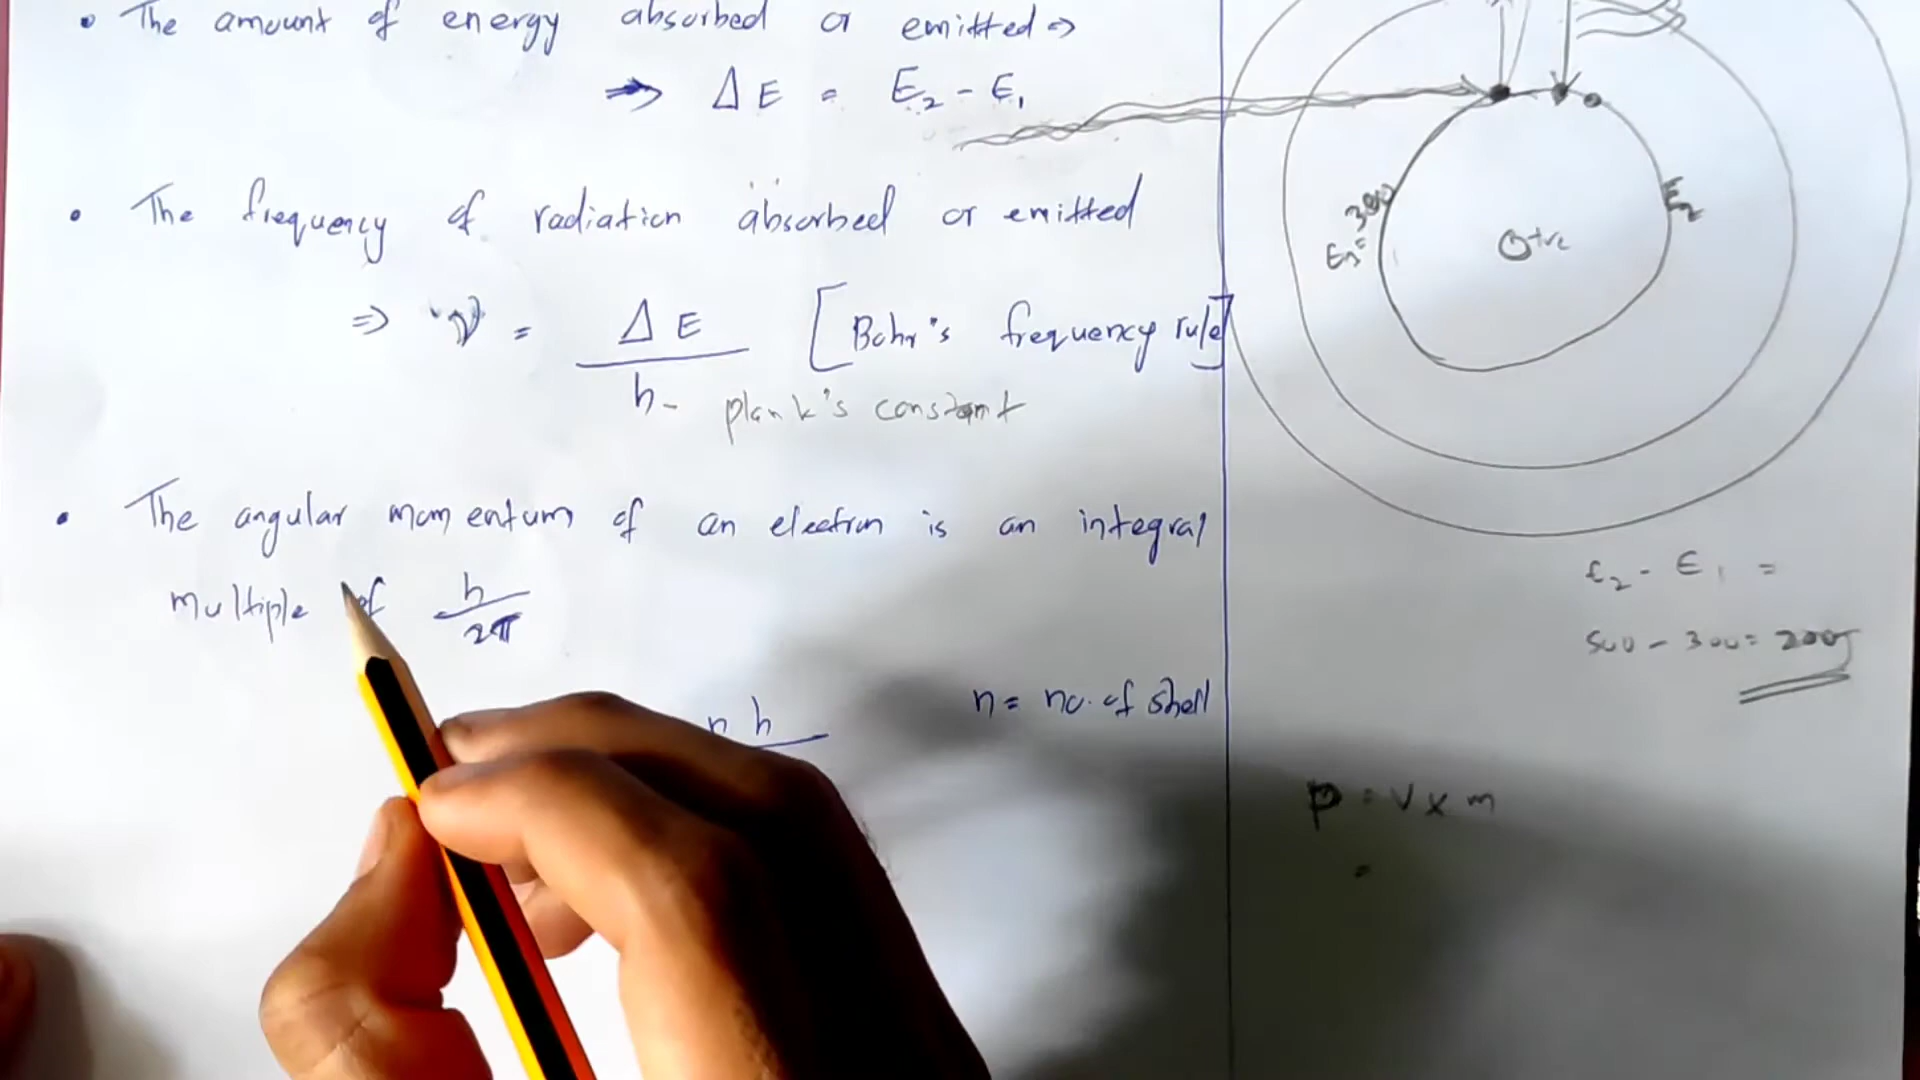 • The amount of energy absorbed or emitted ⇒
⇒ ΔE = E₂ - E₁
• The frequency of radiation absorbed or emitted
⇒ ν = ΔE / h [Bohr's frequency rule]
h - plank's constant
• The angular momentum of an electron is an integral
multiple of h / 2π
n h
n = no. of shell
300
E₂
+ve
E₂ - E₁ =
500 - 300 = 200J
p = v x m
=